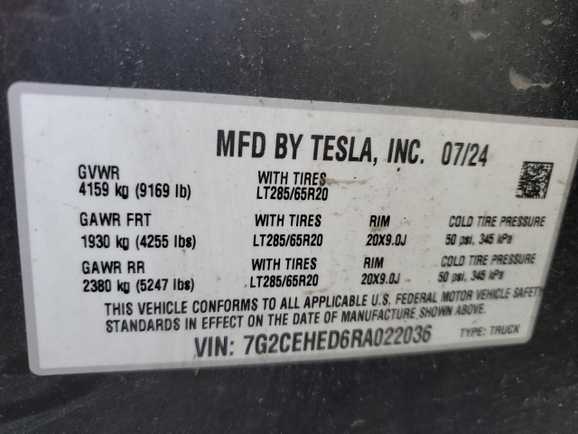 MFD BY TESLA, INC. 07/24
GVWR WITH TIRES
4159 kg (9169 lb) LT285/65R20
GAWR FRT WITH TIRES RIM COLD TIRE PRESSURE
1930 kg (4255 lbs) LT285/65R20 20X9.0J 50 psi, 345 kPa
GAWR RR WITH TIRES RIM COLD TIRE PRESSURE
2380 kg (5247 lbs) LT285/65R20 20X9.0J 50 psi, 345 kPa
THIS VEHICLE CONFORMS TO ALL APPLICABLE U.S. FEDERAL MOTOR VEHICLE SAFETY
STANDARDS IN EFFECT ON THE DATE OF MANUFACTURE SHOWN ABOVE.
VIN: 7G2CEHED6RA022036 TYPE: TRUCK